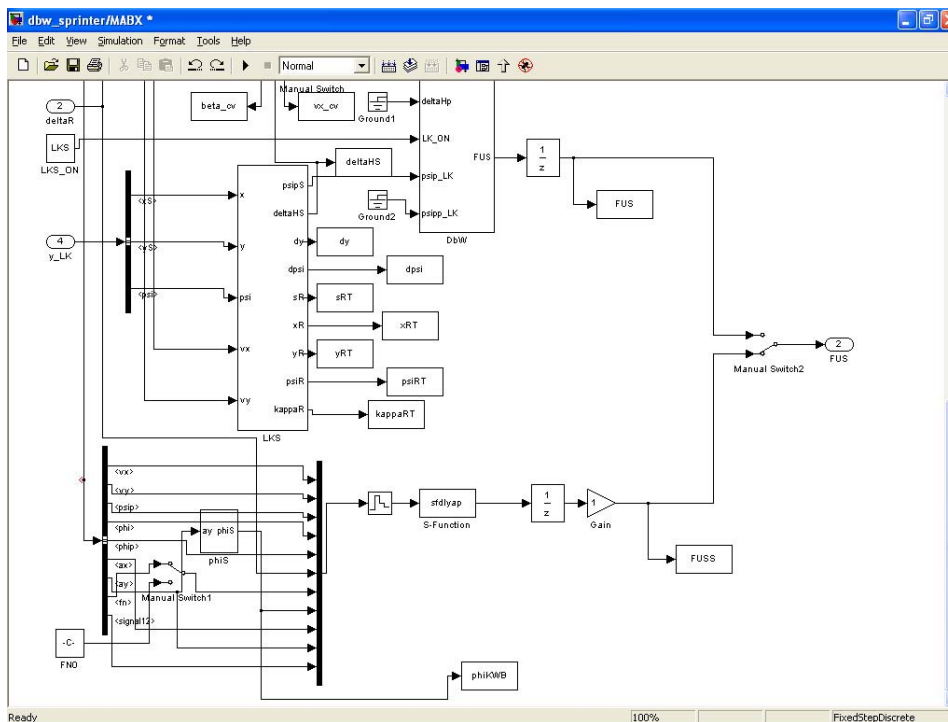 dbw_sprinter/MABX *
File Edit View Simulation Format Tools Help
Normal
Manual Switch
2
deltaR
beta_cv
vx_cv
Ground1
deltaHp
LKS
LKS_ON
LK_ON
FUS
1
z
psipS
deltaHS
psip_LK
FUS
x
<xS>
deltaHS
Ground2
psipp_LK
DbW
4
y_LK
<yS>
y
dy
dy
dpsi
dpsi
<psi>
psi
sR
sRT
xR
xRT
2
FUS
vx
yR
yRT
Manual Switch2
psiR
psiRT
vy
kappaR
kappaRT
LKS
<vx>
<vy>
<psip>
sfdlyap
S-Function
1
z
1
Gain
<phi>
ay phiS
phiS
<phip>
<ax>
FUSS
<ay>
Manual Switch1
<fn>
<signal12>
-C-
FN0
phiKWB
Ready
100%
FixedStepDiscrete